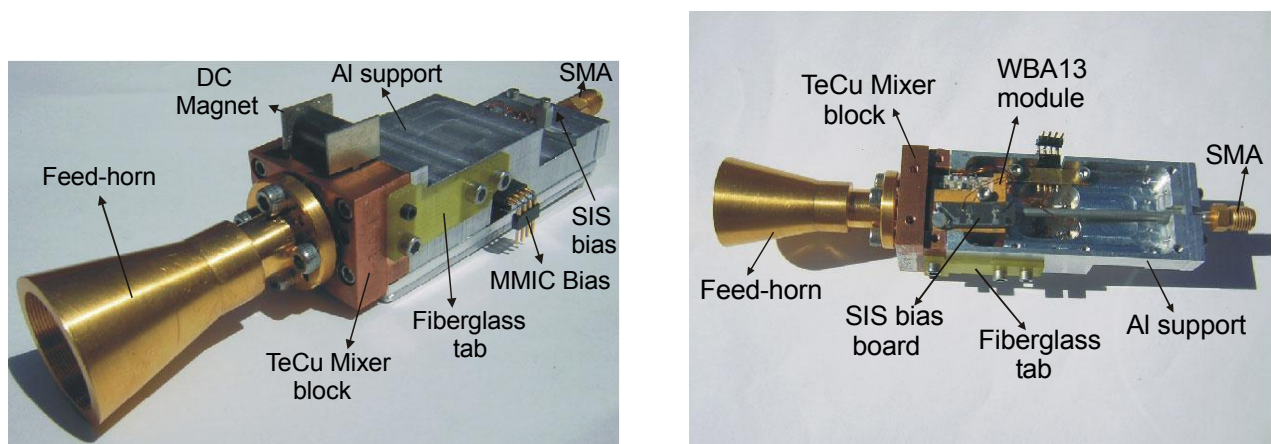 DC
Magnet
Al support
SMA
Feed-horn
SIS
bias
MMIC Bias
Fiberglass
tab
TeCu Mixer
block
WBA13
module
TeCu Mixer
block
SMA
Feed-horn
SIS bias
board
Fiberglass
tab
Al support